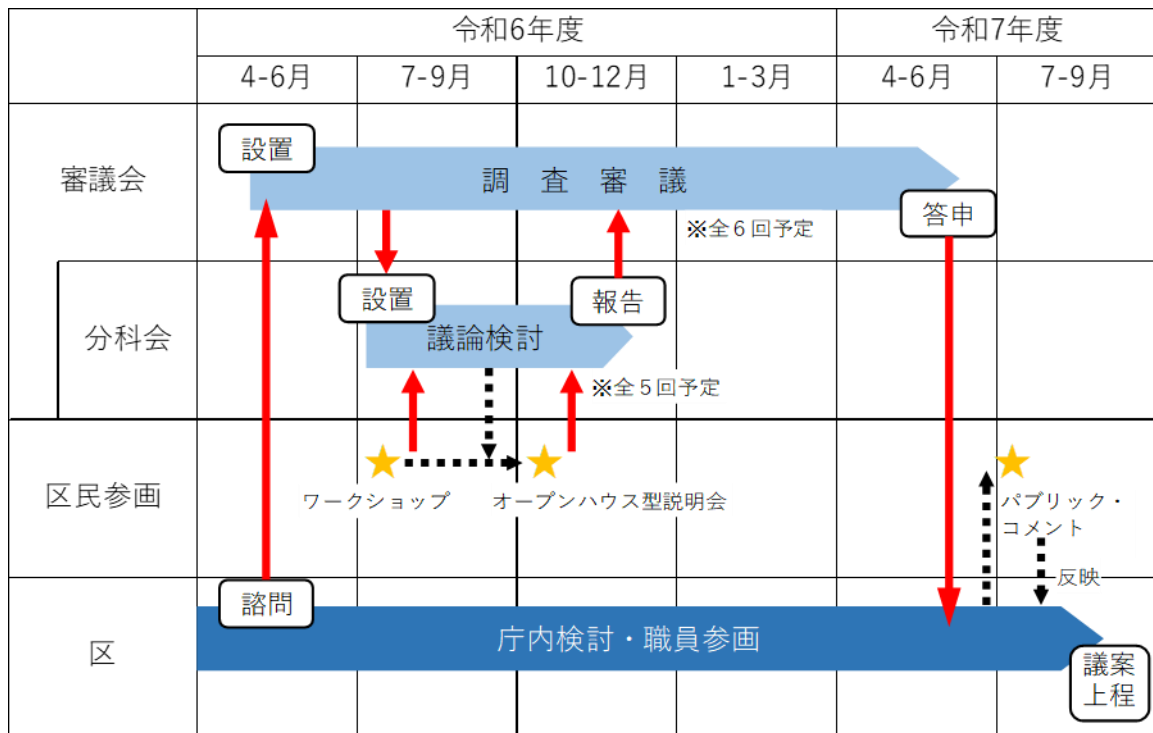 令和6年度
令和7年度
4-6月
7-9月
10-12月
1-3月
4-6月
7-9月
審議会
設置
調査審議
答申
※全６回予定
分科会
設置
議論検討
報告
※全５回予定
区民参画
ワークショップ
オープンハウス型説明会
パブリック・
コメント
反映
区
諮問
庁内検討・職員参画
議案
上程